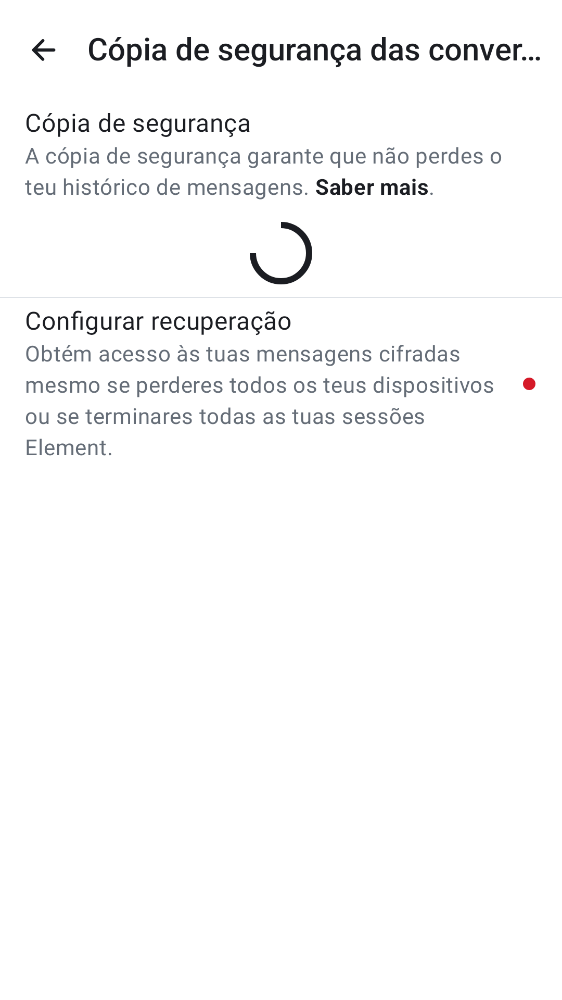 Cópia de segurança das conver...
Cópia de segurança
A cópia de segurança garante que não perdes o
teu histórico de mensagens. Saber mais.
Configurar recuperação
Obtém acesso às tuas mensagens cifradas
mesmo se perderes todos os teus dispositivos
ou se terminares todas as tuas sessões
Element.